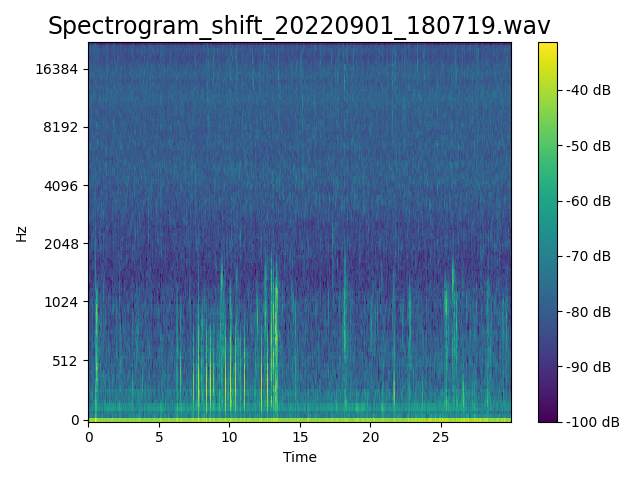 Spectrogram_shift_20220901_180719.wav
16384
8192
4096
2048
1024
512
0
Hz
0 5 10 15 20 25
Time
-40 dB
-50 dB
-60 dB
-70 dB
-80 dB
-90 dB
-100 dB